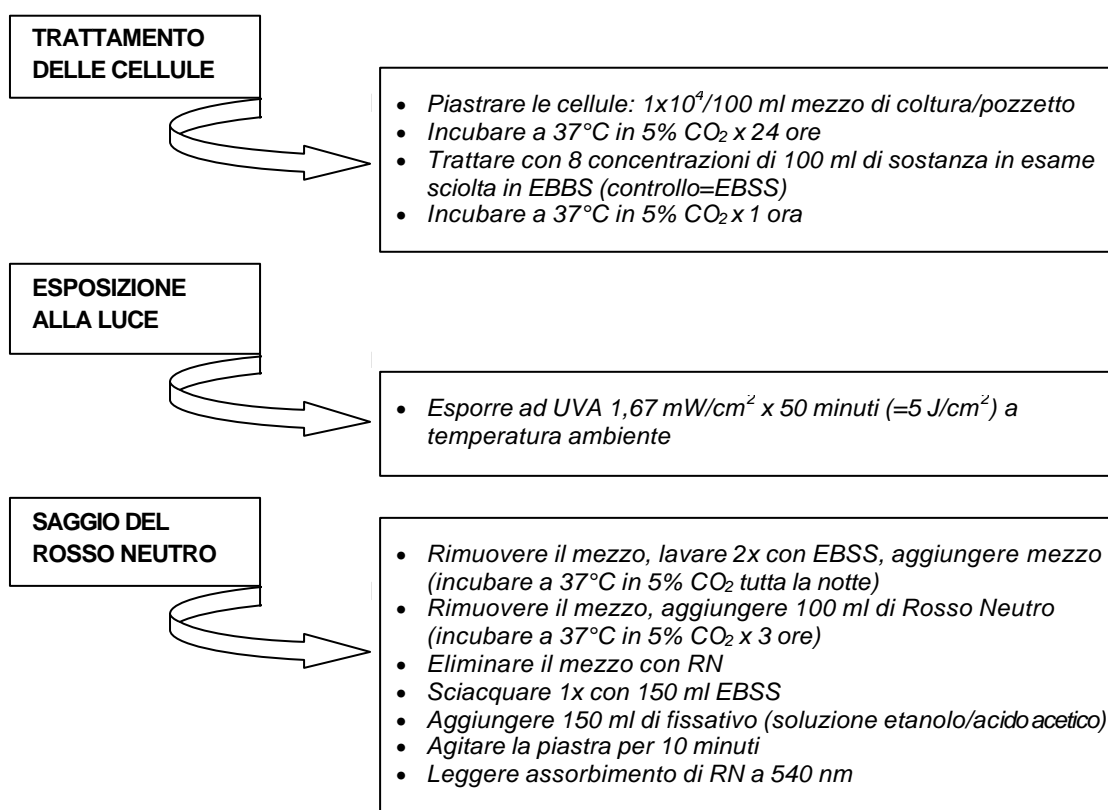 TRATTAMENTO
DELLE CELLULE
• Piastrare le cellule: 1x10⁴/100 ml mezzo di coltura/pozzetto
• Incubare a 37°C in 5% CO₂ x 24 ore
• Trattare con 8 concentrazioni di 100 ml di sostanza in esame
sciolta in EBBS (controllo=EBSS)
• Incubare a 37°C in 5% CO₂ x 1 ora
ESPOSIZIONE
ALLA LUCE
• Esporre ad UVA 1,67 mW/cm² x 50 minuti (=5 J/cm²) a
temperatura ambiente
SAGGIO DEL
ROSSO NEUTRO
• Rimuovere il mezzo, lavare 2x con EBSS, aggiungere mezzo
(incubare a 37°C in 5% CO₂ tutta la notte)
• Rimuovere il mezzo, aggiungere 100 ml di Rosso Neutro
(incubare a 37°C in 5% CO₂ x 3 ore)
• Eliminare il mezzo con RN
• Sciacquare 1x con 150 ml EBSS
• Aggiungere 150 ml di fissativo (soluzione etanolo/acido acetico)
• Agitare la piastra per 10 minuti
• Leggere assorbimento di RN a 540 nm